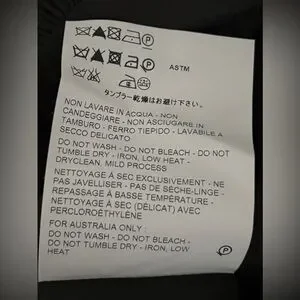 ASTM
タンブラー乾燥はお避け下さい。
NON LAVARE IN ACQUA - NON
CANDEGGIARE - NON ASCIUGARE IN
TAMBURO - FERRO TIEPIDO - LAVABILE A
SECCO DELICATO
DO NOT WASH - DO NOT BLEACH - DO NOT
TUMBLE DRY - IRON, LOW HEAT -
DRYCLEAN, MILD PROCESS
NETTOYAGE À SEC EXCLUSIVEMENT - NE
PAS JAVELLISER - PAS DE SÈCHE-LINGE -
REPASSAGE À BASSE TEMPÉRATURE -
NETTOYAGE À SEC (DÉLICAT) AVEC
PERCLOROÉTHYLÈNE
FOR AUSTRALIA ONLY :
DO NOT WASH - DO NOT BLEACH -
DO NOT TUMBLE DRY - IRON, LOW
HEAT
P